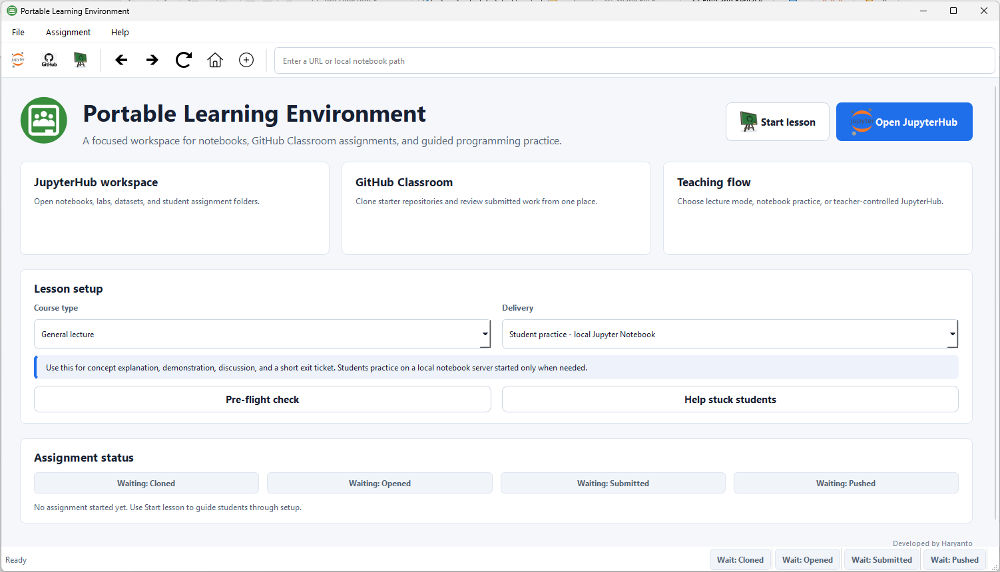 Portable Learning Environment
File Assignment Help
jupyter GitHub
Enter a URL or local notebook path
Portable Learning Environment
A focused workspace for notebooks, GitHub Classroom assignments, and guided programming practice.
Start lesson
jupyter Open JupyterHub
JupyterHub workspace
Open notebooks, labs, datasets, and student assignment folders.
GitHub Classroom
Clone starter repositories and review submitted work from one place.
Teaching flow
Choose lecture mode, notebook practice, or teacher-controlled JupyterHub.
Lesson setup
Course type
General lecture
Delivery
Student practice - local Jupyter Notebook
Use this for concept explanation, demonstration, discussion, and a short exit ticket. Students practice on a local notebook server started only when needed.
Pre-flight check
Help stuck students
Assignment status
Waiting: Cloned
Waiting: Opened
Waiting: Submitted
Waiting: Pushed
No assignment started yet. Use Start lesson to guide students through setup.
Developed by Haryanto
Ready
Wait: Cloned
Wait: Opened
Wait: Submitted
Wait: Pushed